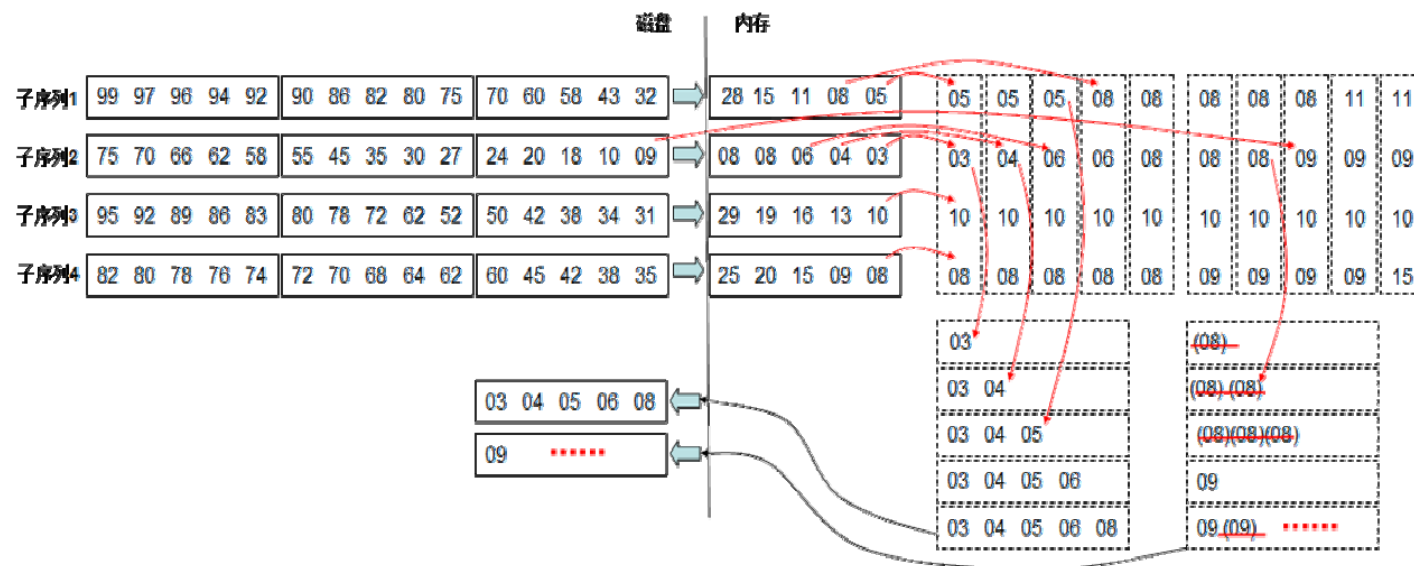 磁盘 内存
子序列1 99 97 96 94 92 90 86 82 80 75 70 60 58 43 32 28 15 11 08 05 05 05 05 08 08 08 08 08 11 11
子序列2 75 70 66 62 58 55 45 35 30 27 24 20 18 10 09 08 08 06 04 03 03 04 06 06 08 08 08 09 09 09
子序列3 95 92 89 86 83 80 78 72 62 52 50 42 38 34 31 29 19 16 13 10 10 10 10 10 10 10 10 10 10 10
子序列4 82 80 78 76 74 72 70 68 64 62 60 45 42 38 35 25 20 15 09 08 08 08 08 08 08 09 09 09 09 15
03 (08)
03 04 (08) (08)
03 04 05 06 08 03 04 05 (08)(08)(08)
09 ...... 03 04 05 06 09
03 04 05 06 08 09 (09) ......